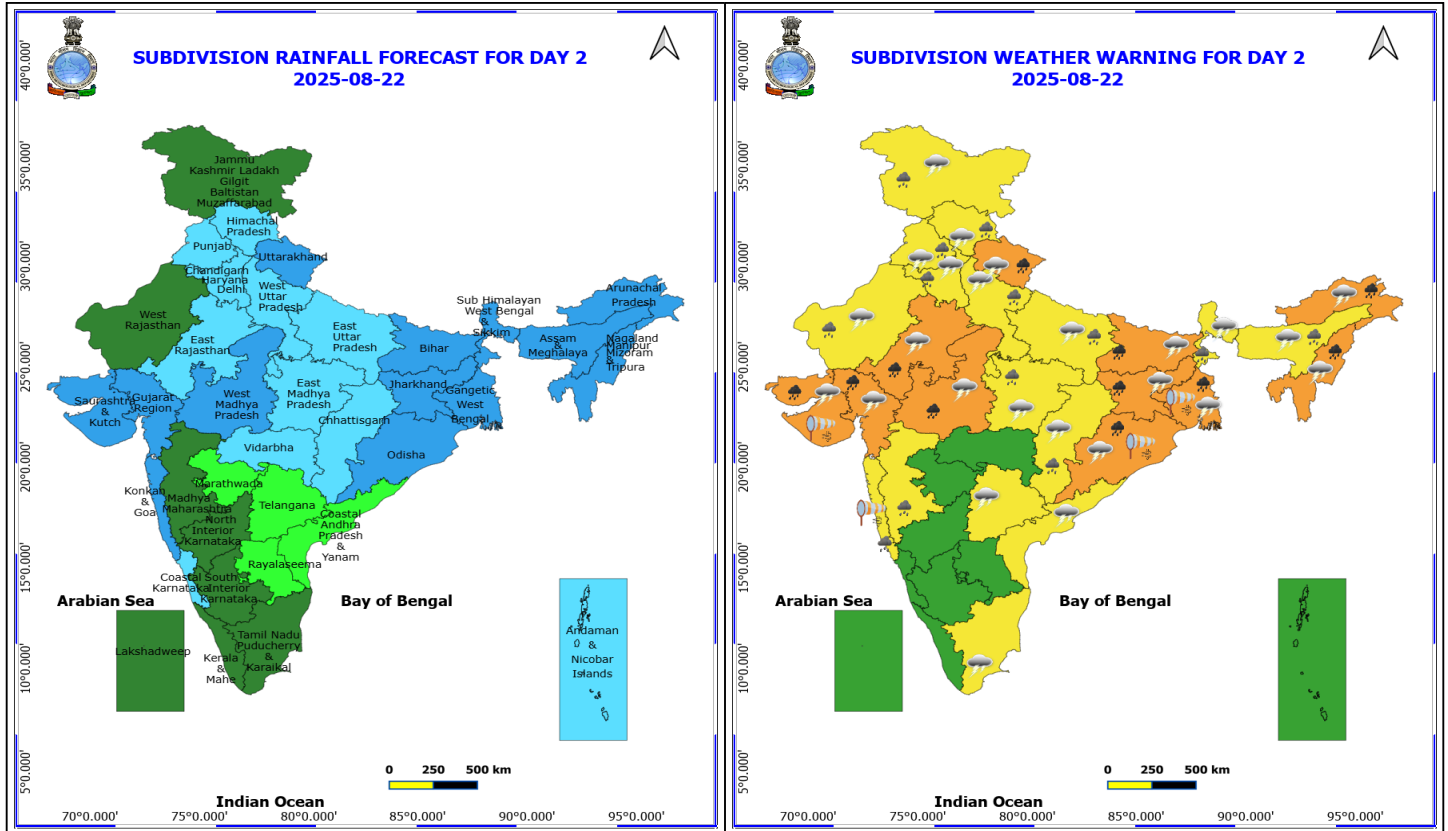 SUBDIVISION RAINFALL FORECAST FOR DAY 2
2025-08-22
40°0.000'
35°0.000'
30°0.000'
25°0.000'
20°0.000'
15°0.000'
10°0.000'
5°0.000'
Jammu
Kashmir Ladakh
Gilgit
Baltistan
Muzaffarabad
Himachal
Pradesh
Punjab
Uttarakhand
Chandigarh
Haryana
Delhi
West
Uttar
Pradesh
West
Rajasthan
East
Rajasthan
East
Uttar
Pradesh
Sub Himalayan
West Bengal
&
Sikkim
Arunachal
Pradesh
Assam
&
Meghalaya
Nagaland
Manipur
Mizoram
&
Tripura
Bihar
Jharkhand
Gangetic
West
Bengal
Saurashtra
&
Kutch
Gujarat
Region
West
Madhya
Pradesh
East
Madhya
Pradesh
Chhattisgarh
Vidarbha
Odisha
Konkan
&
Goa
Madhya
Maharashtra
Marathwada
Telangana
North
Interior
Karnataka
Coastal
Andhra
Pradesh
&
Yanam
Rayalaseema
Coastal
Karnataka
South
Interior
Karnataka
Tamil Nadu
Puducherry
&
Karaikal
Kerala
&
Mahe
Lakshadweep
Andaman
&
Nicobar
Islands
Arabian Sea
Bay of Bengal
Indian Ocean
0 250 500 km
70°0.000' 75°0.000' 80°0.000' 85°0.000' 90°0.000' 95°0.000'
SUBDIVISION WEATHER WARNING FOR DAY 2
2025-08-22
40°0.000'
35°0.000'
30°0.000'
25°0.000'
20°0.000'
15°0.000'
10°0.000'
5°0.000'
Arabian Sea
Bay of Bengal
Indian Ocean
0 250 500 km
70°0.000' 75°0.000' 80°0.000' 85°0.000' 90°0.000' 95°0.000'